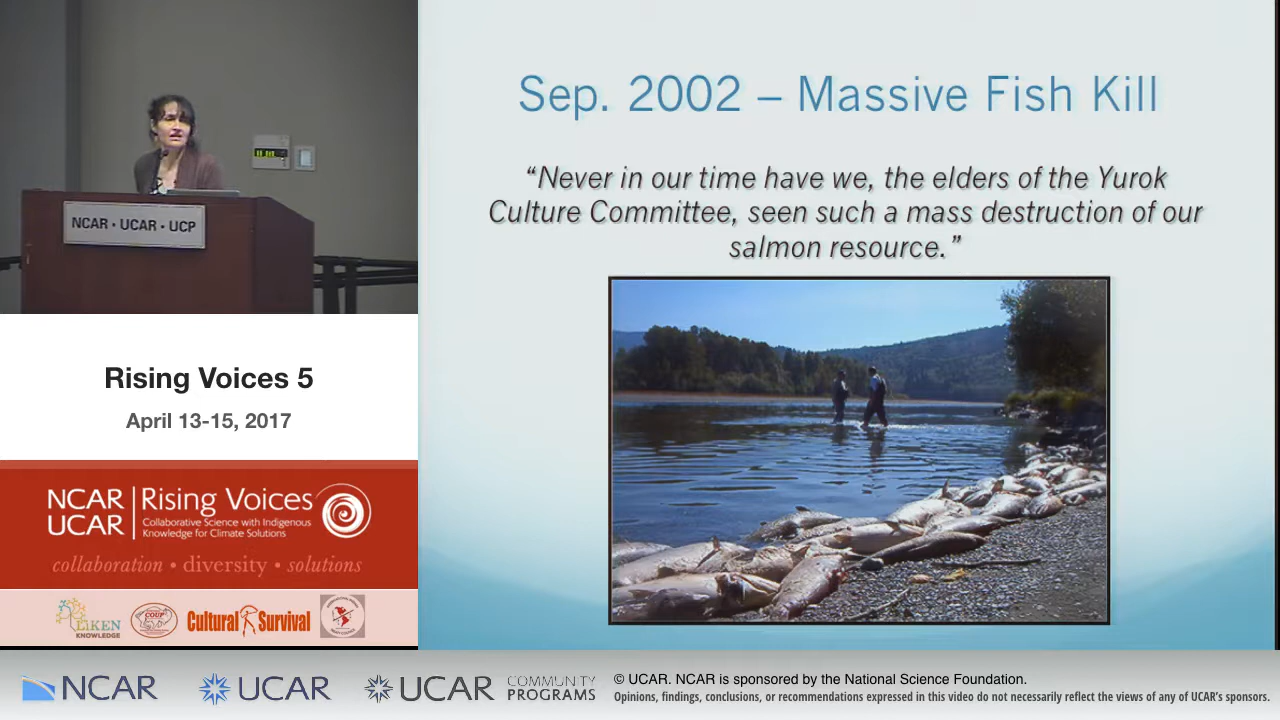 NCAR • UCAR • UCP
Rising Voices 5
April 13-15, 2017
NCAR
UCAR
Rising Voices
Collaborative Science with Indigenous
Knowledge for Climate Solutions
collaboration • diversity • solutions
EIKEN
KNOWLEDGE
COUP
Cultural Survival
Sep. 2002 – Massive Fish Kill
“Never in our time have we, the elders of the Yurok
Culture Committee, seen such a mass destruction of our
salmon resource.”
NCAR
UCAR
UCAR
COMMUNITY
PROGRAMS
© UCAR. NCAR is sponsored by the National Science Foundation.
Opinions, findings, conclusions, or recommendations expressed in this video do not necessarily reflect the views of any of UCAR's sponsors.